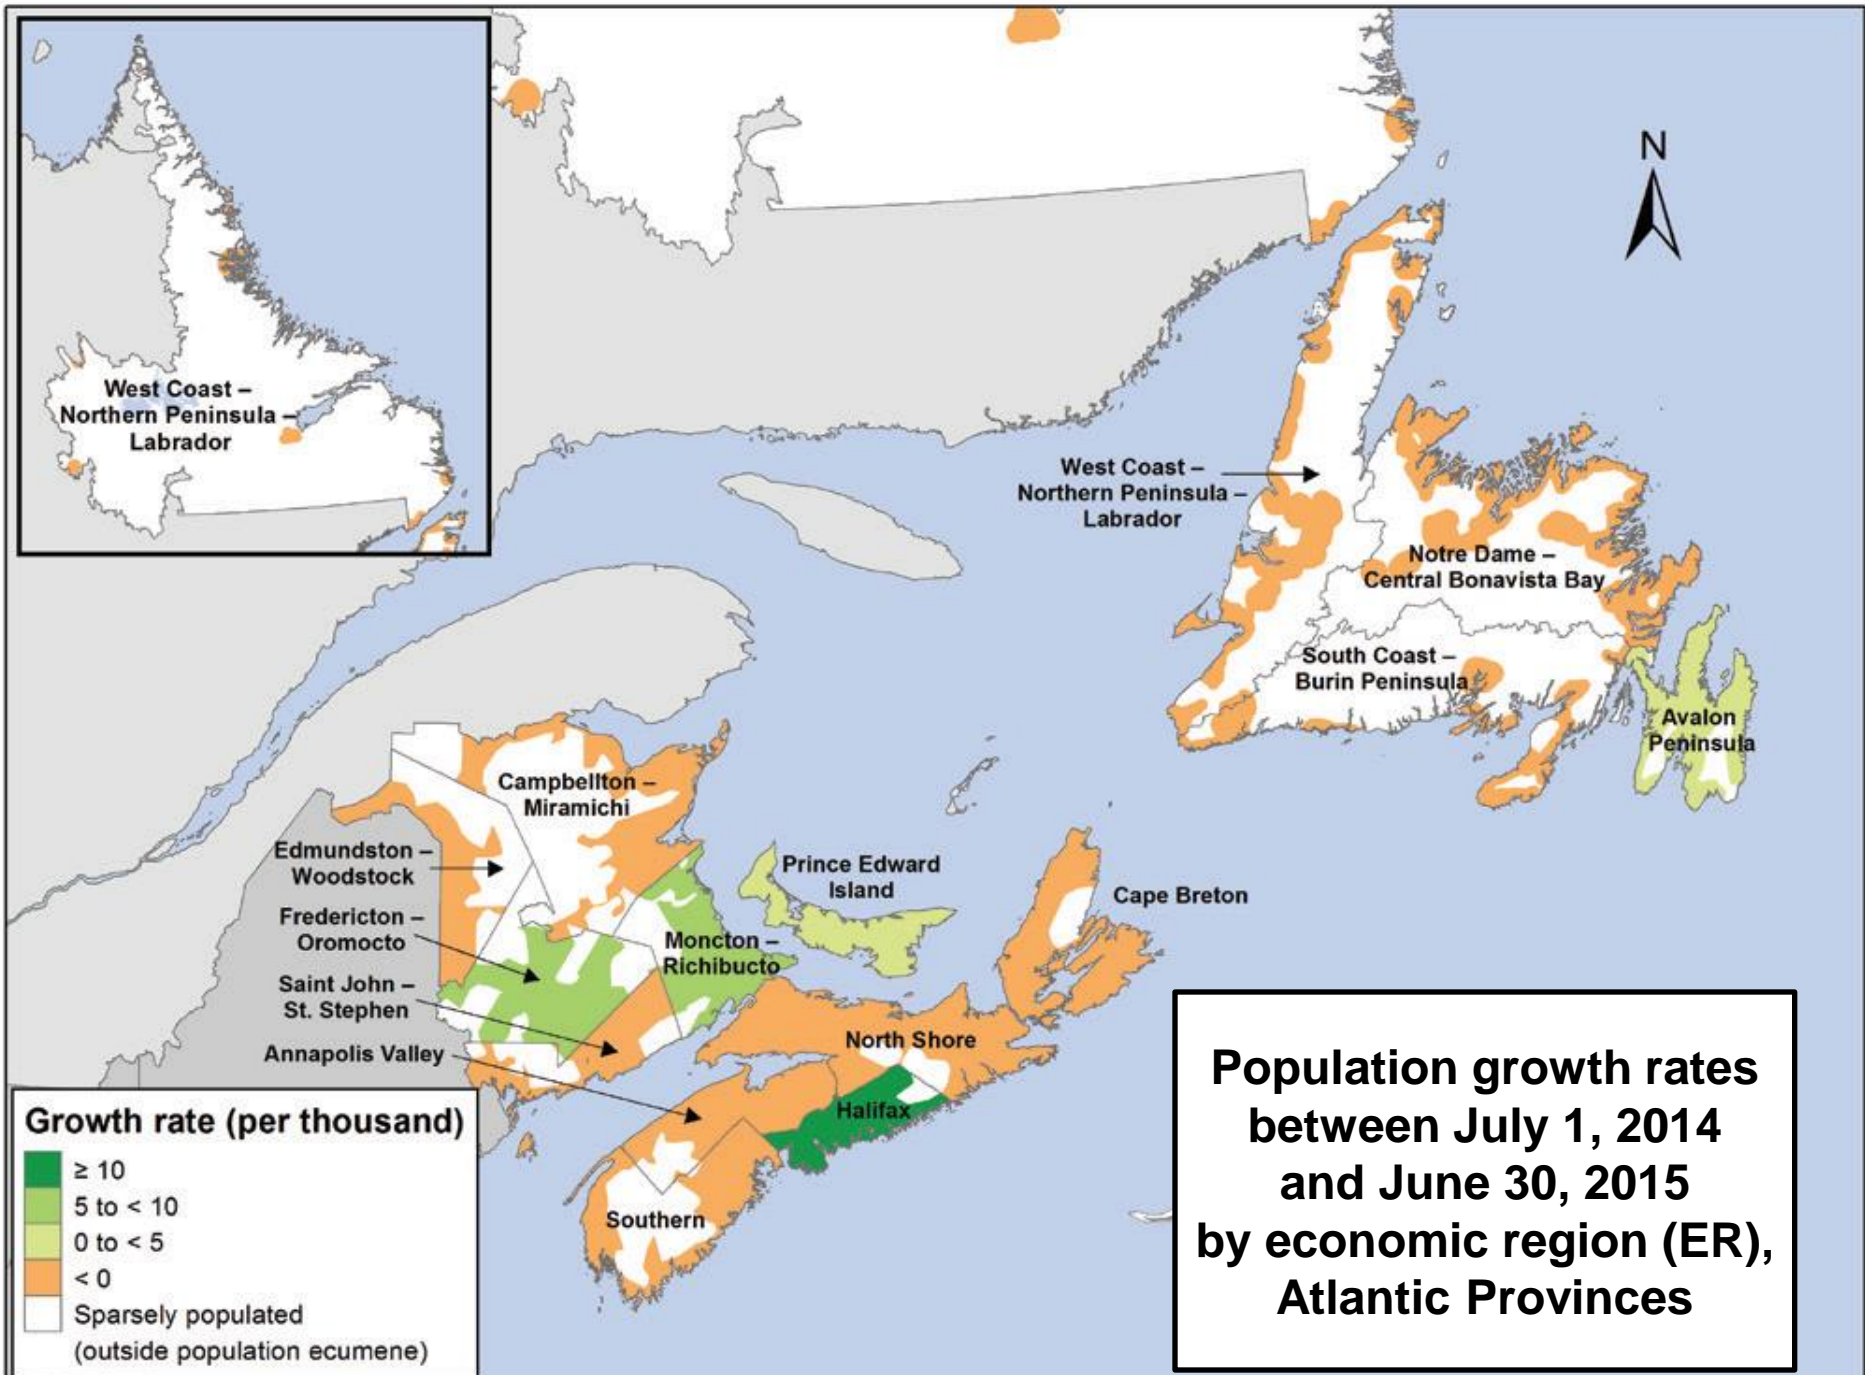 West Coast –
Northern Peninsula –
Labrador
N
West Coast –
Northern Peninsula –
Labrador
Notre Dame –
Central Bonavista Bay
South Coast –
Burin Peninsula
Avalon
Peninsula
Campbellton –
Miramichi
Edmundston –
Woodstock
Prince Edward
Island
Cape Breton
Fredericton –
Oromocto
Moncton –
Richibucto
Saint John –
St. Stephen
North Shore
Annapolis Valley
Halifax
Southern
Growth rate (per thousand)
≥ 10
5 to < 10
0 to < 5
< 0
Sparsely populated
(outside population ecumene)
Population growth rates
between July 1, 2014
and June 30, 2015
by economic region (ER),
Atlantic Provinces